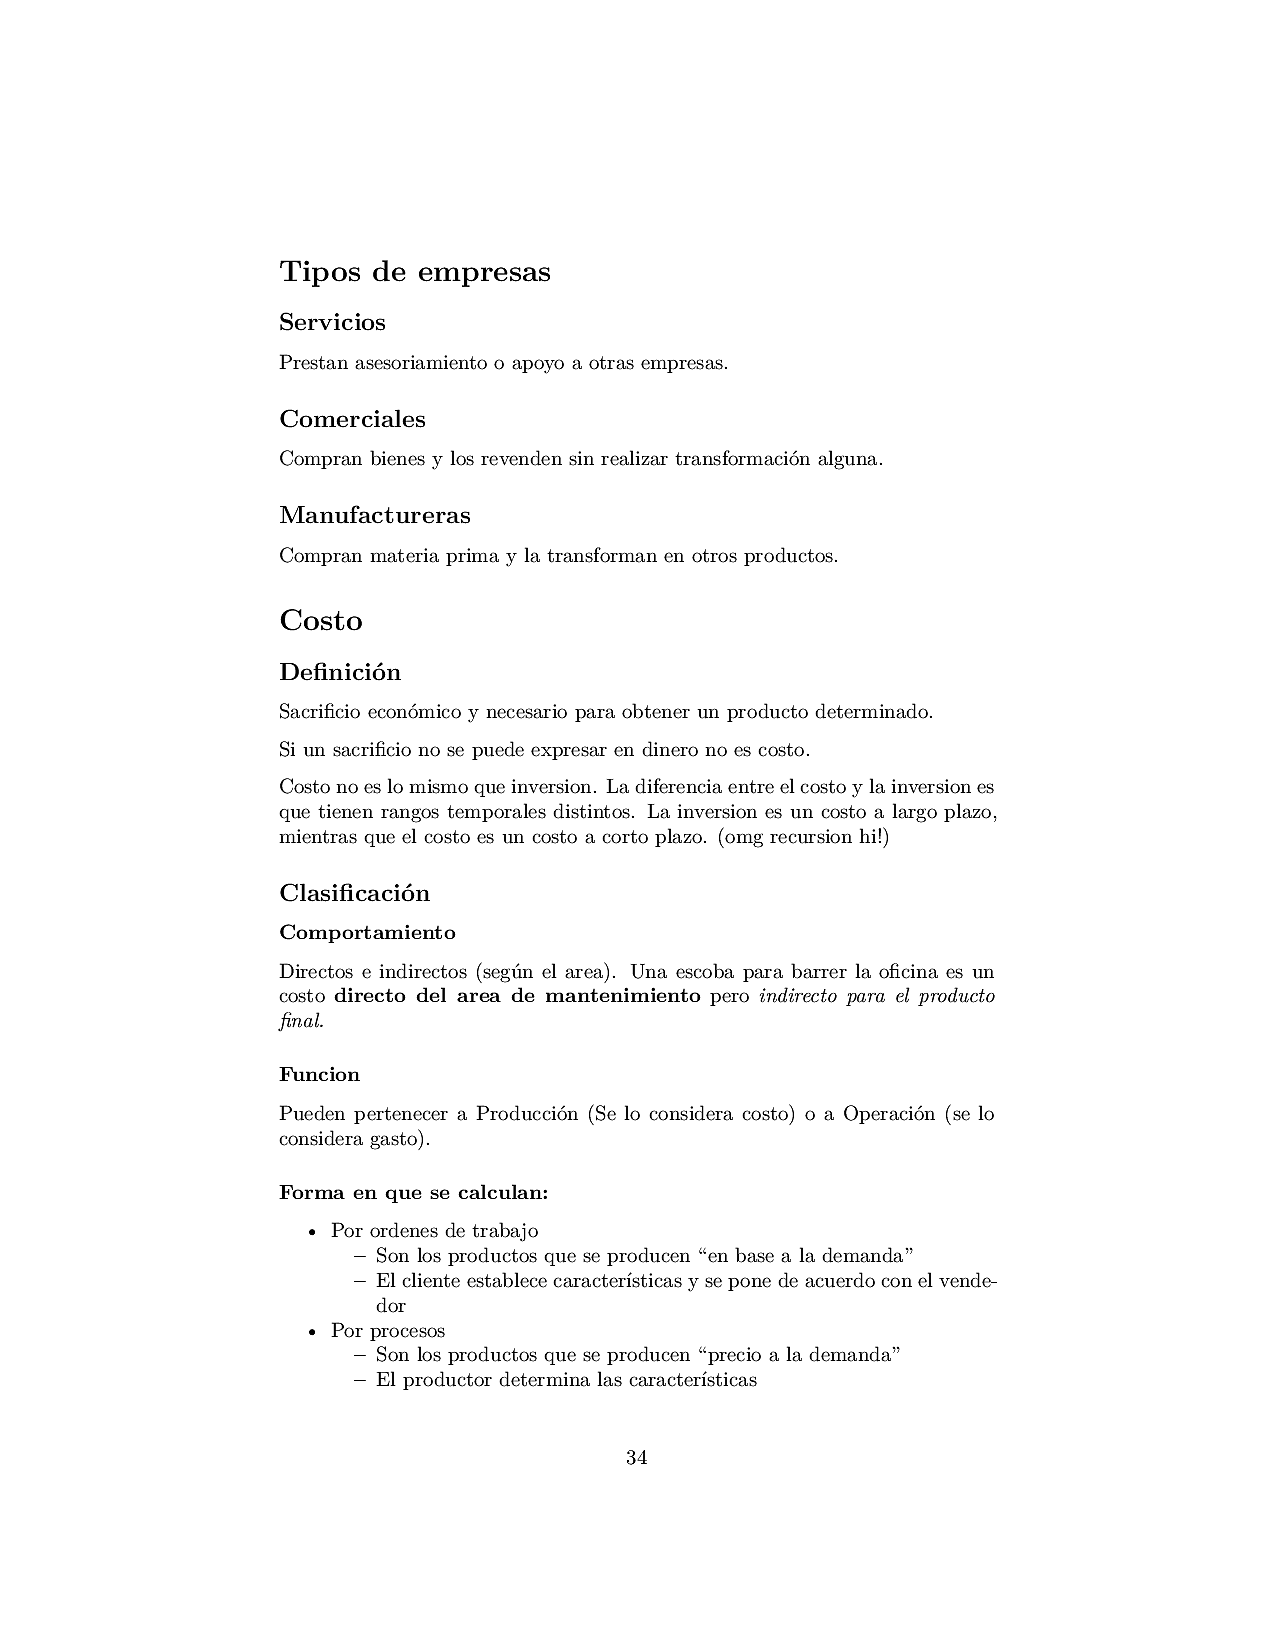 Tipos de empresas
Servicios
Prestan asesoriamiento o apoyo a otras empresas.
Comerciales
Compran bienes y los revenden sin realizar transformación alguna.
Manufactureras
Compran materia prima y la transforman en otros productos.
Costo
Definición
Sacrificio económico y necesario para obtener un producto determinado.
Si un sacrificio no se puede expresar en dinero no es costo.
Costo no es lo mismo que inversion. La diferencia entre el costo y la inversion es
que tienen rangos temporales distintos. La inversion es un costo a largo plazo,
mientras que el costo es un costo a corto plazo. (omg recursion hi!)
Clasificación
Comportamiento
Directos e indirectos (según el area). Una escoba para barrer la oficina es un
costo directo del area de mantenimiento pero indirecto para el producto
final.
Funcion
Pueden pertenecer a Producción (Se lo considera costo) o a Operación (se lo
considera gasto).
Forma en que se calculan:
• Por ordenes de trabajo
– Son los productos que se producen “en base a la demanda”
– El cliente establece características y se pone de acuerdo con el vende-
dor
• Por procesos
– Son los productos que se producen “precio a la demanda”
– El productor determina las características
34